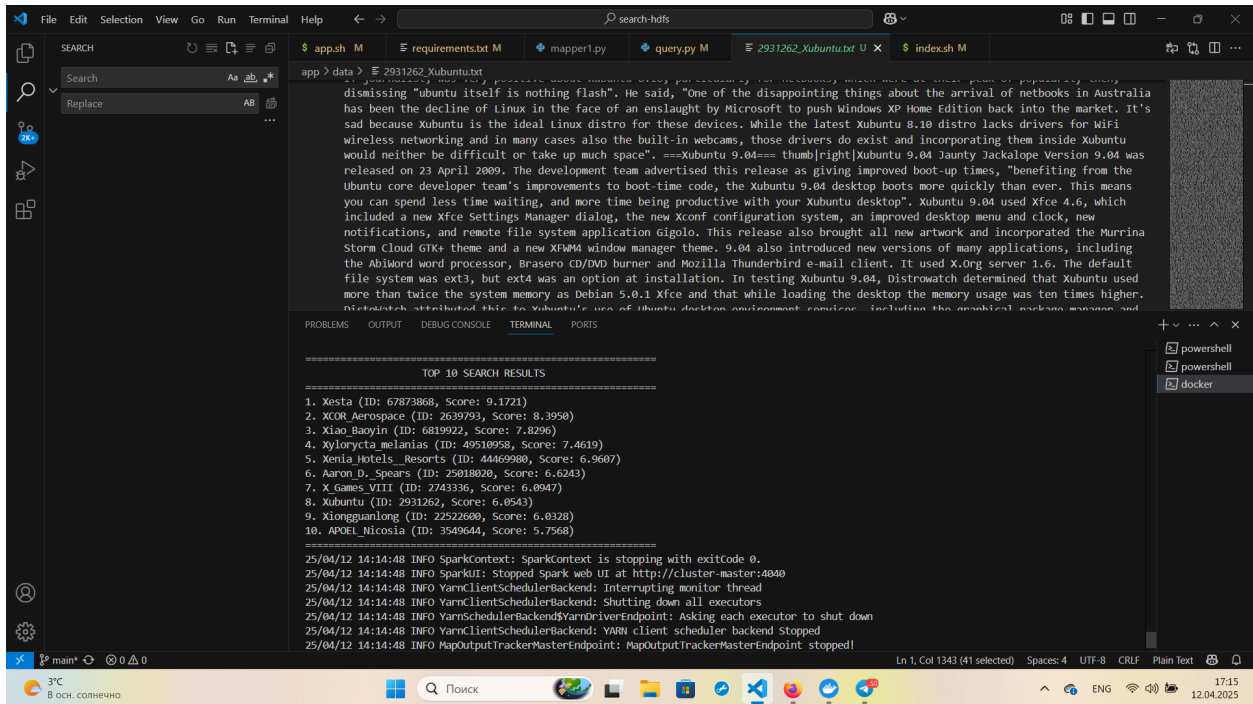 File Edit Selection View Go Run Terminal Help
search-hdfs
SEARCH
Search
Aa ab
Replace
AB
2K+
$ app.sh M
requirements.txt M
mapper1.py
query.py M
2931262_Xubuntu.txt U
$ index.sh M
app > data > 2931262_Xubuntu.txt
dismissing "ubuntu itself is nothing flash". He said, "One of the disappointing things about the arrival of netbooks in Australia
has been the decline of Linux in the face of an enslaught by Microsoft to push Windows XP Home Edition back into the market. It's
sad because Xubuntu is the ideal Linux distro for these devices. While the latest Xubuntu 8.10 distro lacks drivers for WiFi
wireless networking and in many cases also the built-in webcams, those drivers do exist and incorporating them inside Xubuntu
would neither be difficult or take up much space". ===Xubuntu 9.04=== thumb|right|Xubuntu 9.04 Jaunty Jackalope Version 9.04 was
released on 23 April 2009. The development team advertised this release as giving improved boot-up times, "benefiting from the
Ubuntu core developer team's improvements to boot-time code, the Xubuntu 9.04 desktop boots more quickly than ever. This means
you can spend less time waiting, and more time being productive with your Xubuntu desktop". Xubuntu 9.04 used Xfce 4.6, which
included a new Xfce Settings Manager dialog, the new Xconf configuration system, an improved desktop menu and clock, new
notifications, and remote file system application Gigolo. This release also brought all new artwork and incorporated the Murrina
Storm Cloud GTK+ theme and a new XFWM4 window manager theme. 9.04 also introduced new versions of many applications, including
the AbiWord word processor, Brasero CD/DVD burner and Mozilla Thunderbird e-mail client. It used X.Org server 1.6. The default
file system was ext3, but ext4 was an option at installation. In testing Xubuntu 9.04, Distrowatch determined that Xubuntu used
more than twice the system memory as Debian 5.0.1 Xfce and that while loading the desktop the memory usage was ten times higher.
PROBLEMS OUTPUT DEBUG CONSOLE TERMINAL PORTS
powershell
powershell
docker
============================================================
TOP 10 SEARCH RESULTS
============================================================
1. Xesta (ID: 67873868, Score: 9.1721)
2. XCOR_Aerospace (ID: 2639793, Score: 8.3950)
3. Xiao_Baoyin (ID: 6819922, Score: 7.8296)
4. Xylorycta_melanias (ID: 49510958, Score: 7.4619)
5. Xenia_Hotels__Resorts (ID: 44469980, Score: 6.9607)
6. Aaron_D._Spears (ID: 25018020, Score: 6.6243)
7. X_Games_VIII (ID: 2743336, Score: 6.0947)
8. Xubuntu (ID: 2931262, Score: 6.0543)
9. Xiongguanlong (ID: 22522600, Score: 6.0328)
10. APOEL_Nicosia (ID: 3549644, Score: 5.7568)
============================================================
25/04/12 14:14:48 INFO SparkContext: SparkContext is stopping with exitCode 0.
25/04/12 14:14:48 INFO SparkUI: Stopped Spark web UI at http://cluster-master:4040
25/04/12 14:14:48 INFO YarnClientSchedulerBackend: Interrupting monitor thread
25/04/12 14:14:48 INFO YarnClientSchedulerBackend: Shutting down all executors
25/04/12 14:14:48 INFO YarnSchedulerBackend$YarnDriverEndpoint: Asking each executor to shut down
25/04/12 14:14:48 INFO YarnClientSchedulerBackend: YARN client scheduler backend Stopped
25/04/12 14:14:48 INFO MapOutputTrackerMasterEndpoint: MapOutputTrackerMasterEndpoint stopped!
main* 0 0
Ln 1, Col 1343 (41 selected) Spaces: 4 UTF-8 CRLF Plain Text
3°C
В осн. солнечно
Поиск
ENG
17:15
12.04.2025